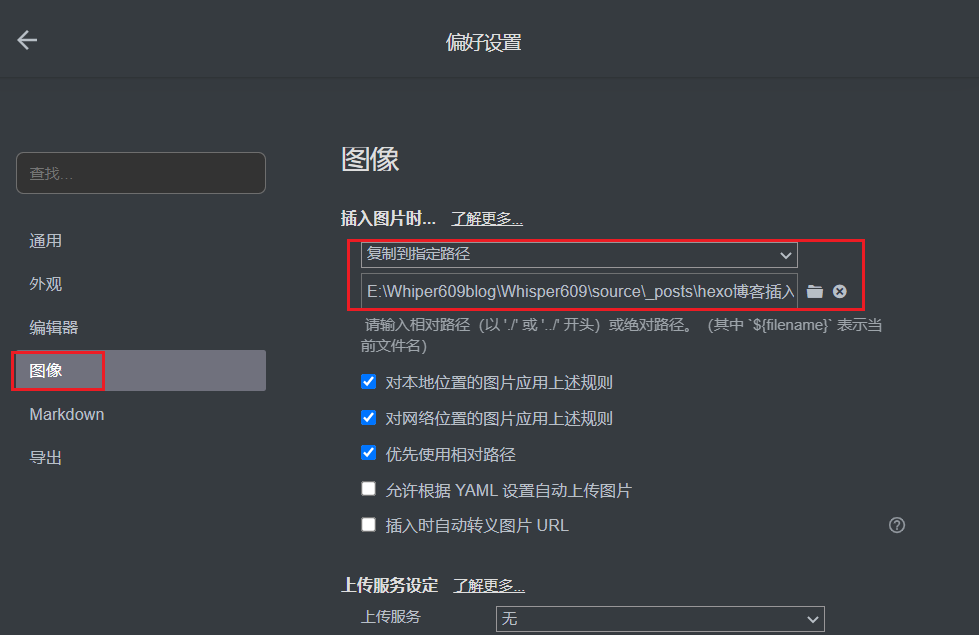 偏好设置
查找...
通用
外观
编辑器
图像
Markdown
导出
图像
插入图片时... 了解更多...
复制到指定路径
E:\Whiper609blog\Whisper609\source\_posts\hexo博客插入
请输入相对路径（以 './' 或 '../' 开头）或绝对路径。（其中 `${filename}` 表示当
前文件名）
对本地位置的图片应用上述规则
对网络位置的图片应用上述规则
优先使用相对路径
允许根据 YAML 设置自动上传图片
插入时自动转义图片 URL
上传服务设定 了解更多...
上传服务 无